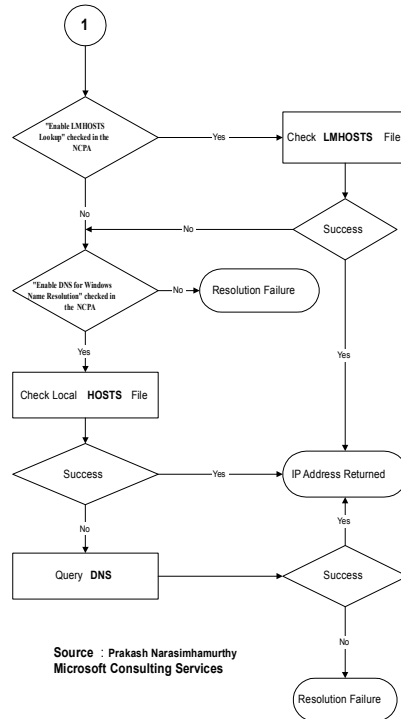 1
"Enable LMHOSTS
Lookup" checked in the
NCPA
Yes
Check LMHOSTS File
No
Success
No
"Enable DNS for Windows
Name Resolution" checked in
the NCPA
No
Resolution Failure
Yes
Yes
Check Local HOSTS File
Success
Yes
IP Address Returned
No
Yes
Query DNS
Success
No
Source : Prakash Narasimhamurthy
Microsoft Consulting Services
Resolution Failure